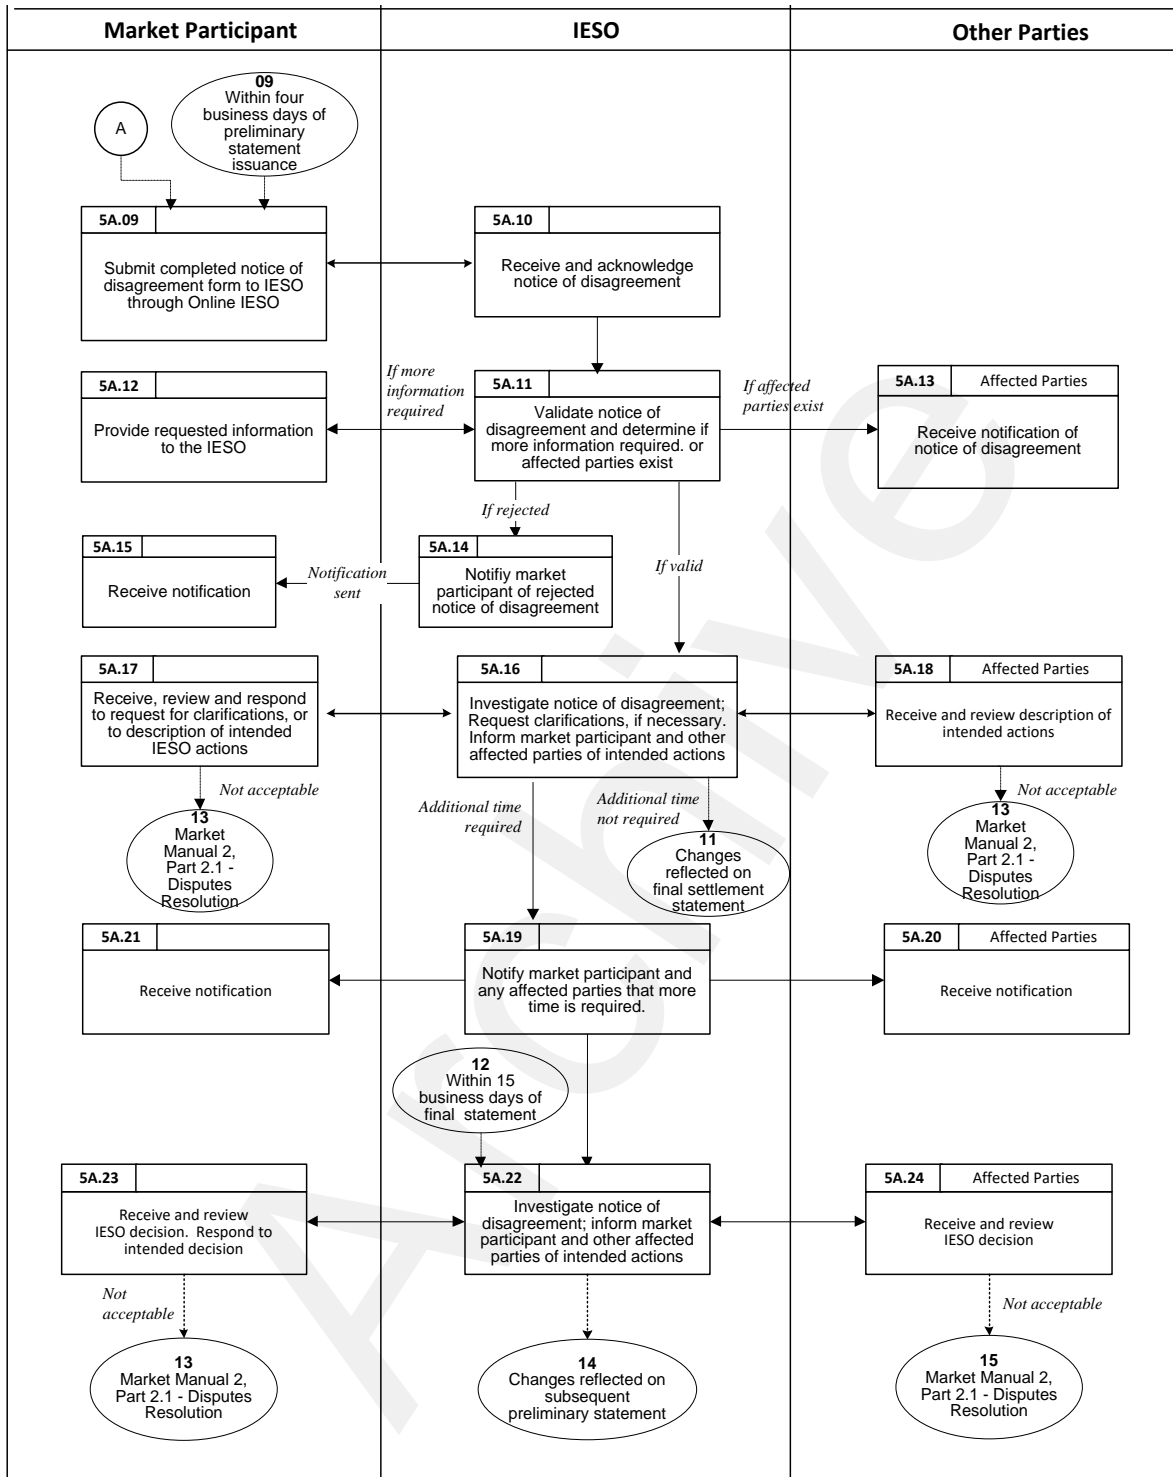 Market Participant
IESO
Other Parties
A
09
Within four
business days of
preliminary
statement
issuance
5A.09
Submit completed notice of
disagreement form to IESO
through Online IESO
5A.10
Receive and acknowledge
notice of disagreement
5A.12
Provide requested information
to the IESO
If more
information
required
5A.11
Validate notice of
disagreement and determine if
more information required. or
affected parties exist
If affected
parties exist
5A.13
Affected Parties
Receive notification of
notice of disagreement
If rejected
If valid
5A.15
Receive notification
Notification
sent
5A.14
Notifiy market
participant of rejected
notice of disagreement
5A.17
Receive, review and respond
to request for clarifications, or
to description of intended
IESO actions
5A.16
Investigate notice of disagreement;
Request clarifications, if necessary.
Inform market participant and other
affected parties of intended actions
5A.18
Affected Parties
Receive and review description of
intended actions
Not acceptable
13
Market
Manual 2,
Part 2.1 -
Disputes
Resolution
Additional time
required
Additional time
not required
11
Changes
reflected on
final settlement
statement
Not acceptable
13
Market
Manual 2,
Part 2.1 -
Disputes
Resolution
5A.21
Receive notification
5A.19
Notify market participant and
any affected parties that more
time is required.
5A.20
Affected Parties
Receive notification
12
Within 15
business days of
final statement
5A.23
Receive and review
IESO decision. Respond to
intended decision
5A.22
Investigate notice of
disagreement; inform market
participant and other affected
parties of intended actions
5A.24
Affected Parties
Receive and review
IESO decision
Not
acceptable
Not acceptable
13
Market Manual 2,
Part 2.1 - Disputes
Resolution
14
Changes reflected on
subsequent
preliminary statement
15
Market Manual 2,
Part 2.1 - Disputes
Resolution
Archive